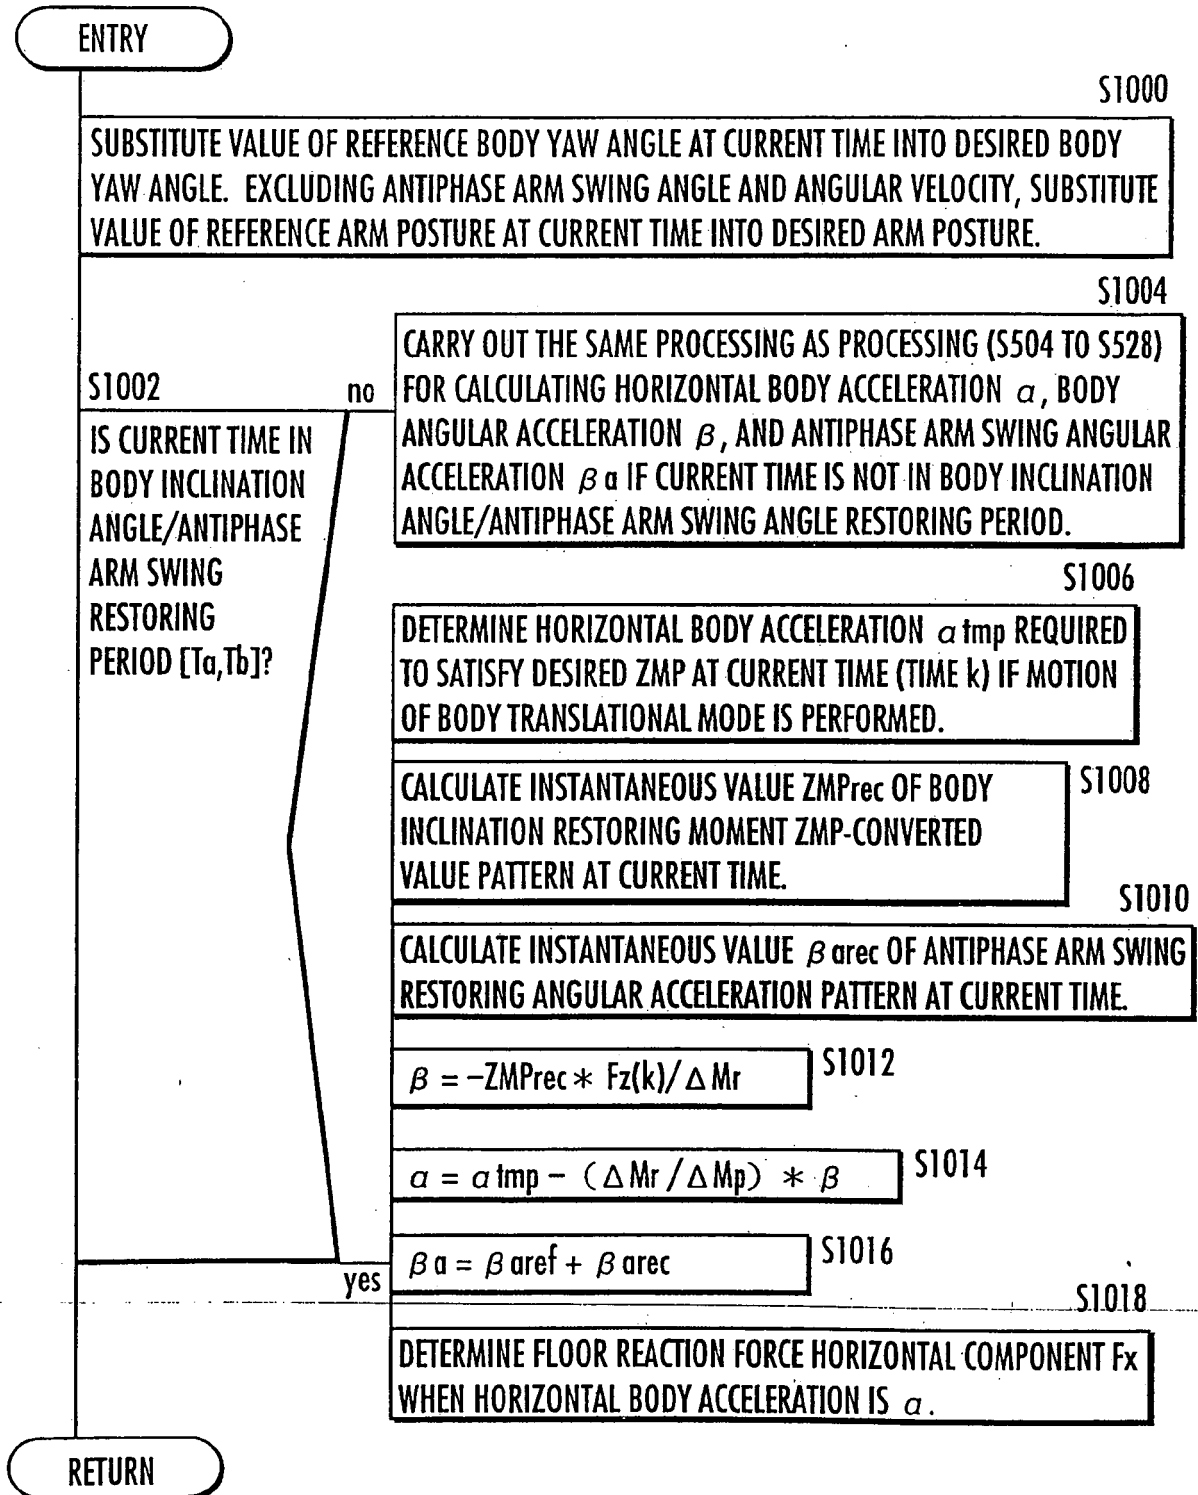 ENTRY
S1000
SUBSTITUTE VALUE OF REFERENCE BODY YAW ANGLE AT CURRENT TIME INTO DESIRED BODY
YAW ANGLE. EXCLUDING ANTIPHASE ARM SWING ANGLE AND ANGULAR VELOCITY, SUBSTITUTE
VALUE OF REFERENCE ARM POSTURE AT CURRENT TIME INTO DESIRED ARM POSTURE.
S1002
IS CURRENT TIME IN
BODY INCLINATION
ANGLE/ANTIPHASE
ARM SWING
RESTORING
PERIOD [Ta,Tb]?
no
S1004
CARRY OUT THE SAME PROCESSING AS PROCESSING (S504 TO S528)
FOR CALCULATING HORIZONTAL BODY ACCELERATION α, BODY
ANGULAR ACCELERATION β, AND ANTIPHASE ARM SWING ANGULAR
ACCELERATION βa IF CURRENT TIME IS NOT IN BODY INCLINATION
ANGLE/ANTIPHASE ARM SWING ANGLE RESTORING PERIOD.
S1006
DETERMINE HORIZONTAL BODY ACCELERATION αtmp REQUIRED
TO SATISFY DESIRED ZMP AT CURRENT TIME (TIME k) IF MOTION
OF BODY TRANSLATIONAL MODE IS PERFORMED.
S1008
CALCULATE INSTANTANEOUS VALUE ZMPrec OF BODY
INCLINATION RESTORING MOMENT ZMP-CONVERTED
VALUE PATTERN AT CURRENT TIME.
S1010
CALCULATE INSTANTANEOUS VALUE βarec OF ANTIPHASE ARM SWING
RESTORING ANGULAR ACCELERATION PATTERN AT CURRENT TIME.
β = -ZMPrec * Fz(k)/ΔMr
S1012
α = αtmp - (ΔMr/ΔMp) * β
S1014
βa = βaref + βarec
S1016
yes
S1018
DETERMINE FLOOR REACTION FORCE HORIZONTAL COMPONENT Fx
WHEN HORIZONTAL BODY ACCELERATION IS α.
RETURN